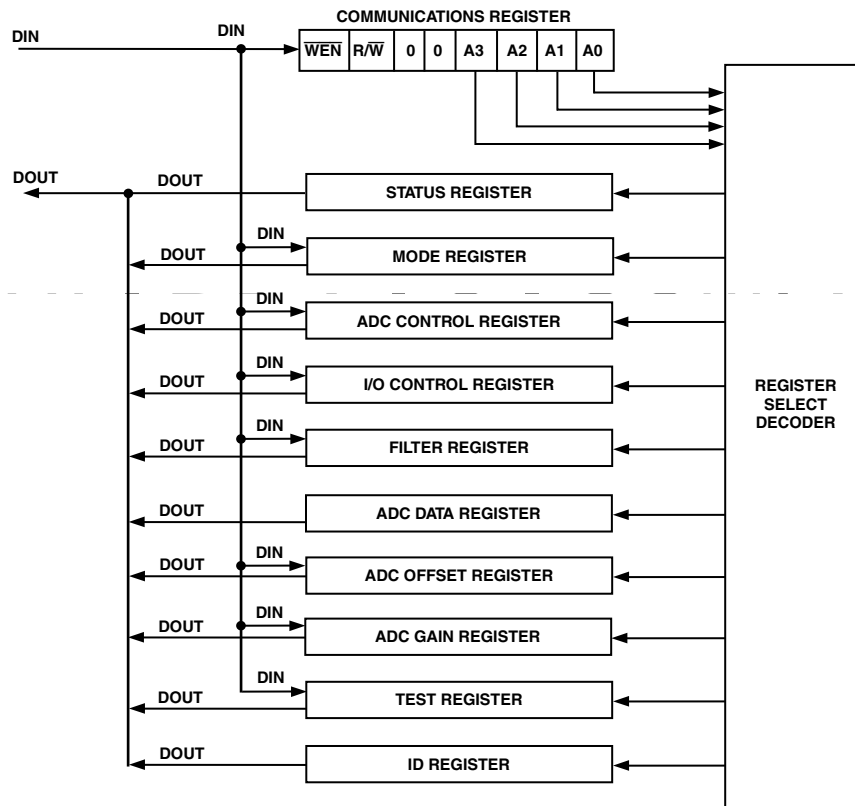 COMMUNICATIONS REGISTER
DIN
DIN
WEN R/W 0 0 A3 A2 A1 A0
DOUT
DOUT
STATUS REGISTER
DIN
DOUT
MODE REGISTER
DIN
DOUT
ADC CONTROL REGISTER
DIN
DOUT
I/O CONTROL REGISTER
REGISTER
SELECT
DECODER
DIN
DOUT
FILTER REGISTER
DOUT
ADC DATA REGISTER
DIN
DOUT
ADC OFFSET REGISTER
DIN
DOUT
ADC GAIN REGISTER
DIN
DOUT
TEST REGISTER
DOUT
ID REGISTER